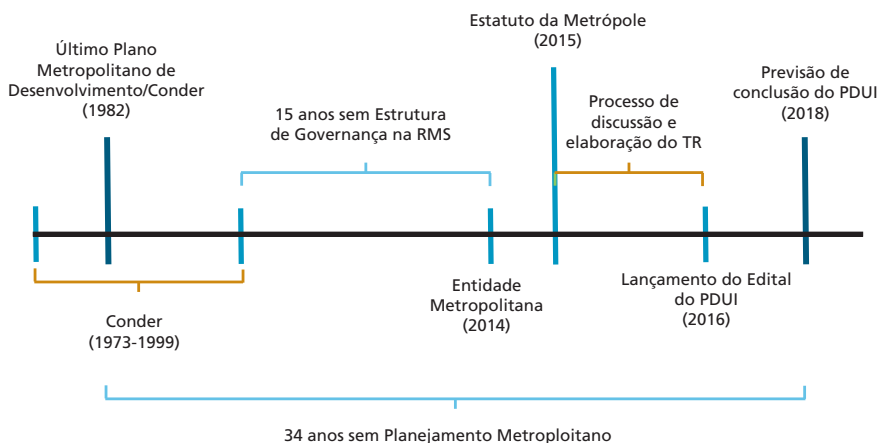 Último Plano
Metropolitano de
Desenvolvimento/Conder
(1982)
15 anos sem Estrutura
de Governança na RMS
Estatuto da Metrópole
(2015)
Processo de
discussão e
elaboração do TR
Previsão de
conclusão do PDUI
(2018)
Conder
(1973-1999)
Entidade
Metropolitana
(2014)
Lançamento do Edital
do PDUI
(2016)
34 anos sem Planejamento Metroploitano